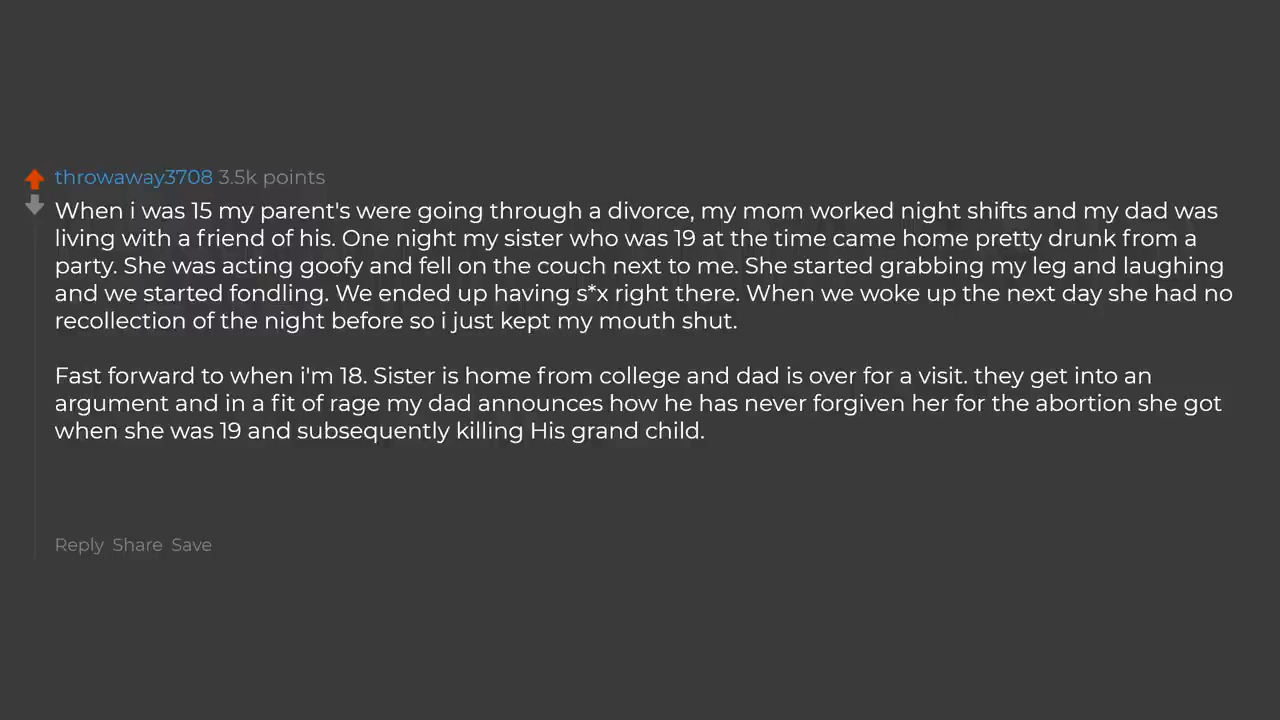 throwaway3708 3.5k points
When i was 15 my parent's were going through a divorce, my mom worked night shifts and my dad was
living with a friend of his. One night my sister who was 19 at the time came home pretty drunk from a
party. She was acting goofy and fell on the couch next to me. She started grabbing my leg and laughing
and we started fondling. We ended up having s*x right there. When we woke up the next day she had no
recollection of the night before so i just kept my mouth shut.
Fast forward to when i'm 18. Sister is home from college and dad is over for a visit. they get into an
argument and in a fit of rage my dad announces how he has never forgiven her for the abortion she got
when she was 19 and subsequently killing His grand child.
Reply Share Save